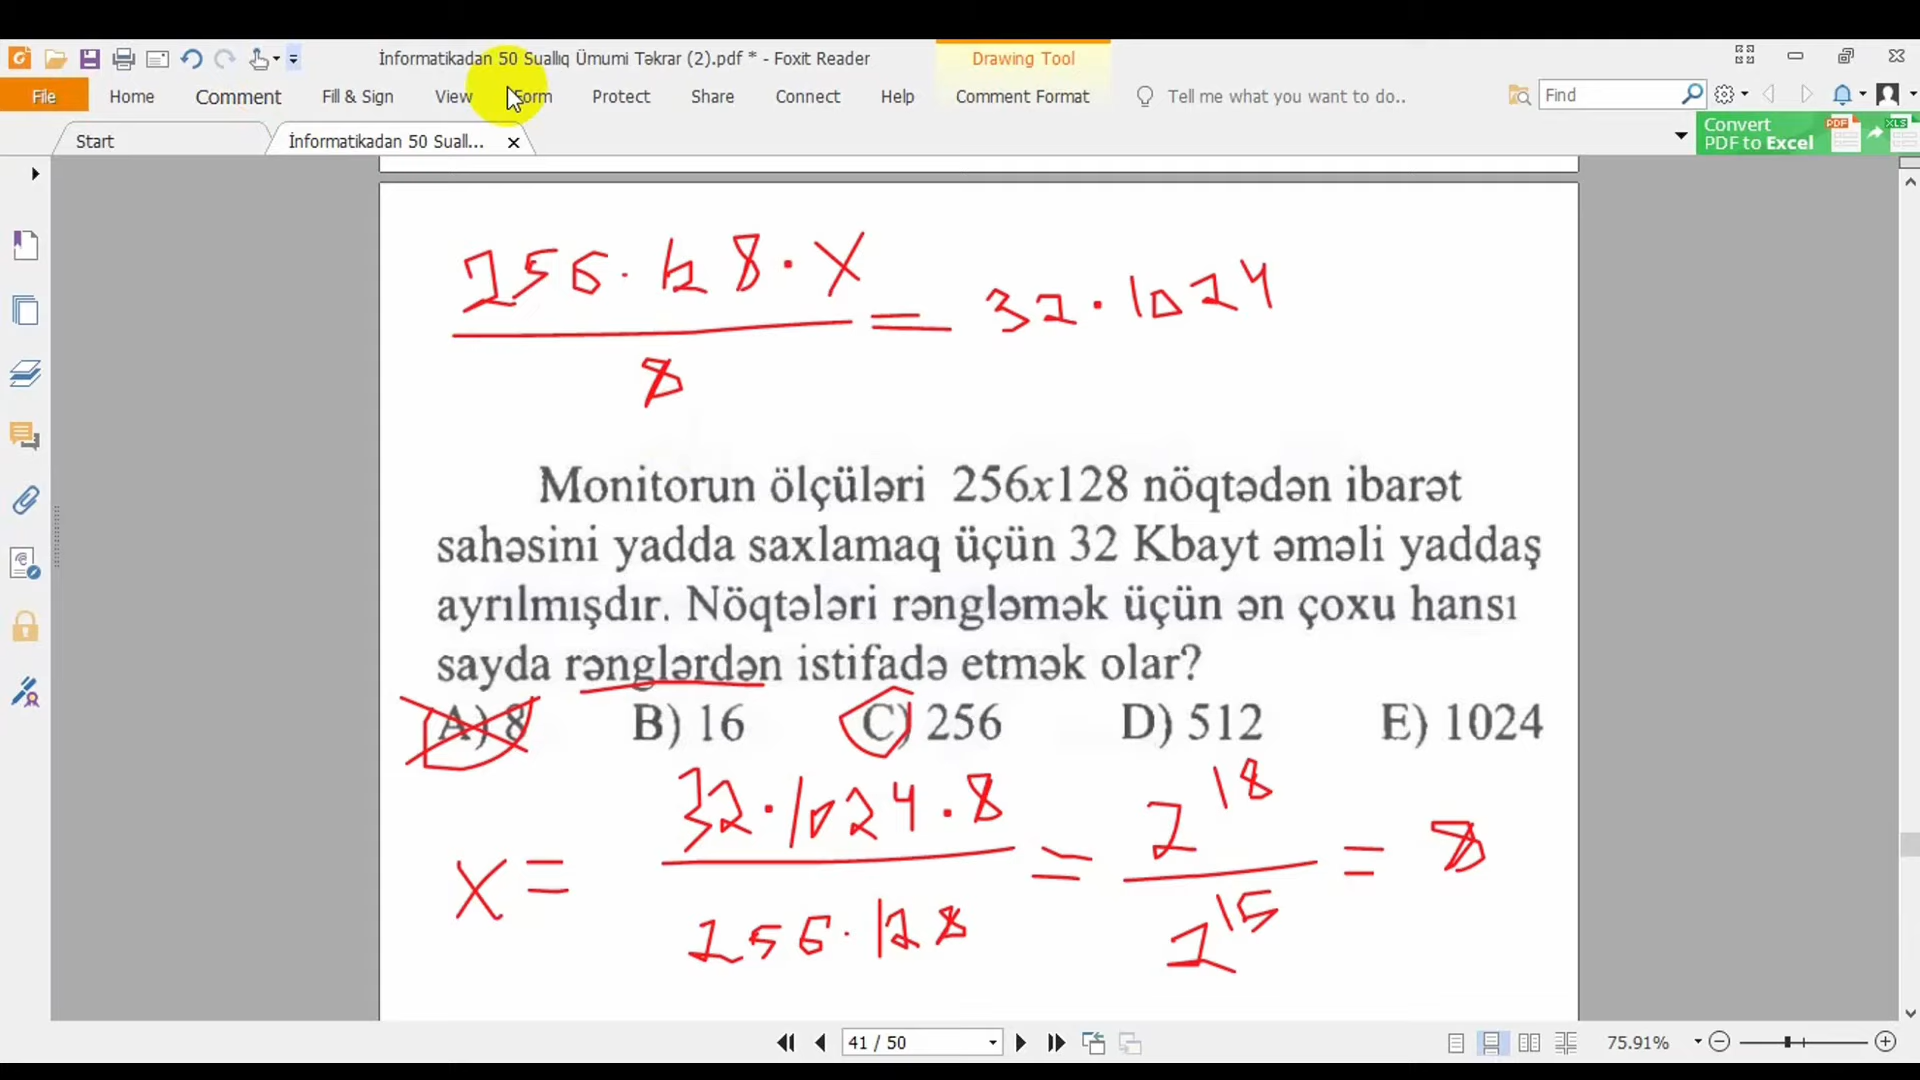 İnformatikadan 50 Suallıq Ümumi Təkrar (2).pdf * - Foxit Reader
Drawing Tool
File Home Comment Fill & Sign View Form Protect Share Connect Help Comment Format Tell me what you want to do.. Find
Start İnformatikadan 50 Suall...
Convert PDF
PDF to Excel XLS
256·128·X
= 32·1024
8
Monitorun ölçüləri 256x128 nöqtədən ibarət
sahəsini yadda saxlamaq üçün 32 Kbayt əməli yaddaş
ayrılmışdır. Nöqtələri rəngləmək üçün ən çoxu hansı
sayda rənglərdən istifadə etmək olar?
A) 8 B) 16 C) 256 D) 512 E) 1024
32·1024·8 2^18
X= = = 8
256·128 2^15
41 / 50 75.91%